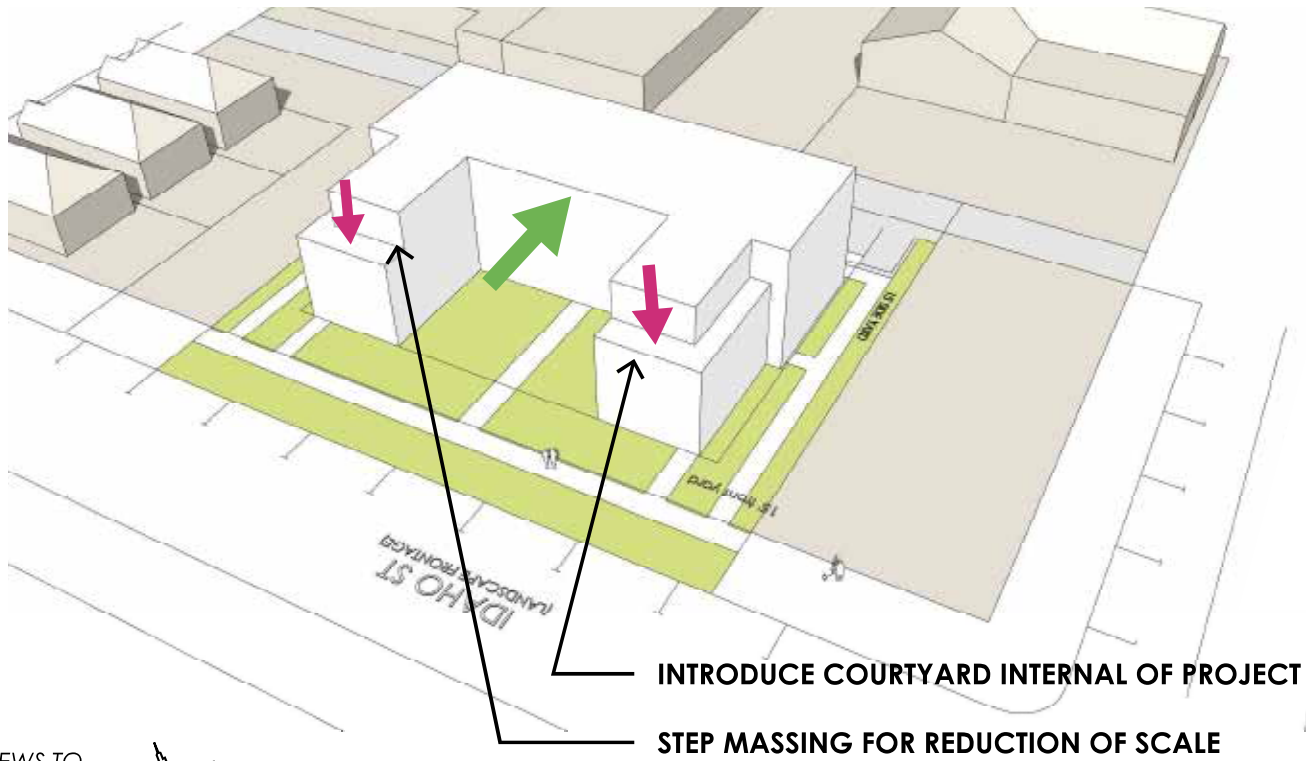 15' SIDE YARD
15' front yard
IDAHO ST
(LANDSCAPE FRONTAGE)
INTRODUCE COURTYARD INTERNAL OF PROJECT
STEP MASSING FOR REDUCTION OF SCALE
TO